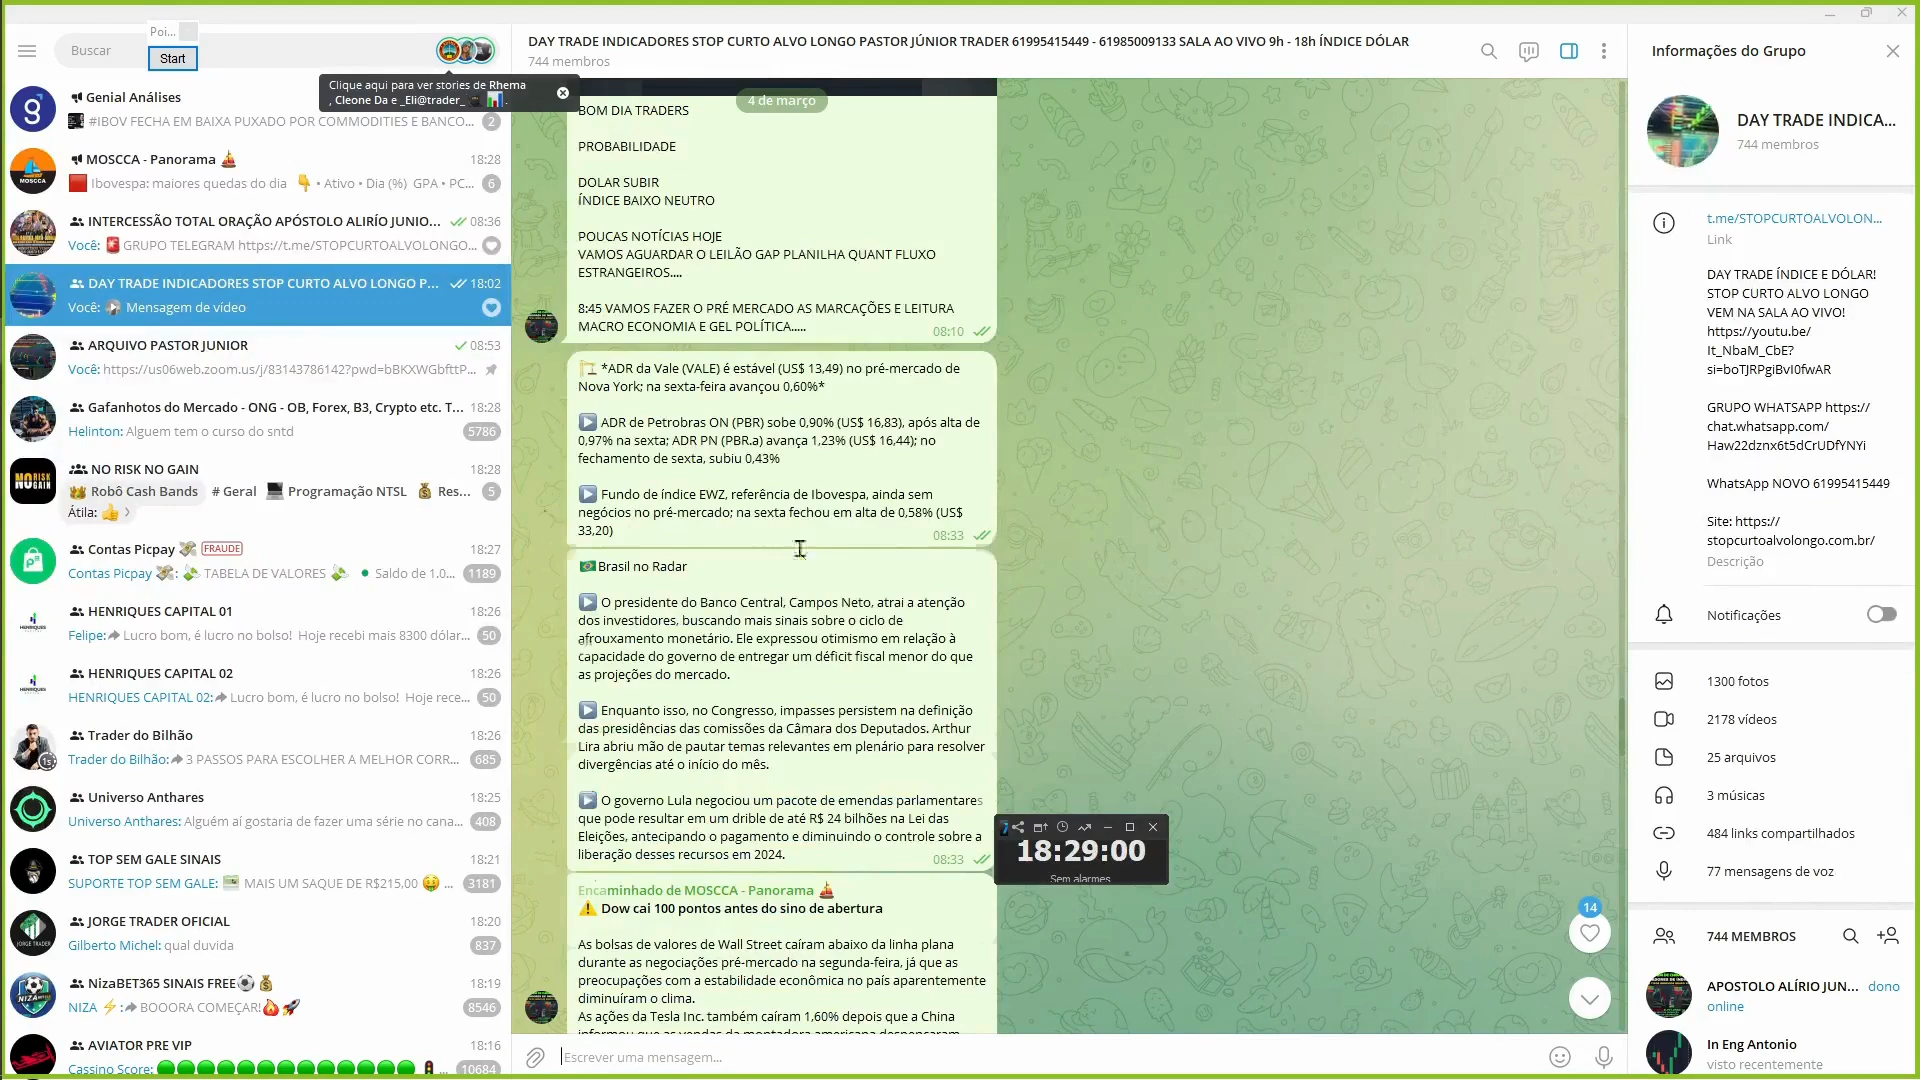 Poi...
Buscar
Start
Clique aqui para ver stories de Rhema
, Cleone Da e _Eli@trader_
Genial Análises
#IBOV FECHA EM BAIXA PUXADO POR COMMODITIES E BANCO...
2
MOSCCA - Panorama
18:28
Ibovespa: maiores quedas do dia • Ativo • Dia (%) GPA • PC...
6
MOSCCA
INTERCESSÃO TOTAL ORAÇÃO APÓSTOLO ALIRÍO JUNIO...
08:36
Você: GRUPO TELEGRAM https://t.me/STOPCURTOALVOLONGO...
DAY TRADE INDICADORES STOP CURTO ALVO LONGO P...
18:02
Você: Mensagem de vídeo
ARQUIVO PASTOR JUNIOR
08:53
Você: https://us06web.zoom.us/j/83143786142?pwd=bBKXWGbfttP...
Gafanhotos do Mercado - ONG - OB, Forex, B3, Crypto etc. T...
18:28
Helinton: Alguem tem o curso do sntd
5786
NO RISK NO GAIN
18:28
NO RISK GAIN
Robô Cash Bands # Geral Programação NTSL Res...
5
Átila:
Contas Picpay FRAUDE
18:27
Contas Picpay : TABELA DE VALORES • Saldo de 1.0...
1189
HENRIQUES CAPITAL 01
18:26
Felipe: Lucro bom, é lucro no bolso! Hoje recebi mais 8300 dólar...
50
HENRIQUES CAPITAL 02
18:26
HENRIQUES CAPITAL 02: Lucro bom, é lucro no bolso! Hoje rece...
50
Trader do Bilhão
18:26
Trader do Bilhão: 3 PASSOS PARA ESCOLHER A MELHOR CORR...
685
1s
Universo Anthares
18:25
Universo Anthares: Alguém aí gostaria de fazer uma série no cana...
408
TOP SEM GALE SINAIS
18:21
SUPORTE TOP SEM GALE: MAIS UM SAQUE DE R$215,00 ...
3181
JORGE TRADER OFICIAL
18:20
Gilberto Michel: qual duvida
837
JORGE TRADER
NizaBET365 SINAIS FREE
18:19
NIZA : BOOORA COMEÇAR!
8546
NIZA
AVIATOR PRE VIP
18:16
Cassino Score:
10684
DAY TRADE INDICADORES STOP CURTO ALVO LONGO PASTOR JÚNIOR TRADER 61995415449 - 61985009133 SALA AO VIVO 9h - 18h ÍNDICE DÓLAR
744 membros
4 de março
BOM DIA TRADERS
PROBABILIDADE
DOLAR SUBIR
ÍNDICE BAIXO NEUTRO
POUCAS NOTÍCIAS HOJE
VAMOS AGUARDAR O LEILÃO GAP PLANILHA QUANT FLUXO
ESTRANGEIROS....
8:45 VAMOS FAZER O PRÉ MERCADO AS MARCAÇÕES E LEITURA
MACRO ECONOMIA E GEL POLÍTICA.....
08:10
*ADR da Vale (VALE) é estável (US$ 13,49) no pré-mercado de
Nova York; na sexta-feira avançou 0,60%*
ADR de Petrobras ON (PBR) sobe 0,90% (US$ 16,83), após alta de
0,97% na sexta; ADR PN (PBR.a) avança 1,23% (US$ 16,44); no
fechamento de sexta, subiu 0,43%
Fundo de índice EWZ, referência de Ibovespa, ainda sem
negócios no pré-mercado; na sexta fechou em alta de 0,58% (US$
33,20)
08:33
Brasil no Radar
O presidente do Banco Central, Campos Neto, atrai a atenção
dos investidores, buscando mais sinais sobre o ciclo de
afrouxamento monetário. Ele expressou otimismo em relação à
capacidade do governo de entregar um déficit fiscal menor do que
as projeções do mercado.
Enquanto isso, no Congresso, impasses persistem na definição
das presidências das comissões da Câmara dos Deputados. Arthur
Lira abriu mão de pautar temas relevantes em plenário para resolver
divergências até o início do mês.
O governo Lula negociou um pacote de emendas parlamentares
que pode resultar em um drible de até R$ 24 bilhões na Lei das
Eleições, antecipando o pagamento e diminuindo o controle sobre a
liberação desses recursos em 2024.
08:33
Encaminhado de MOSCCA - Panorama
Dow cai 100 pontos antes do sino de abertura
As bolsas de valores de Wall Street caíram abaixo da linha plana
durante as negociações pré-mercado na segunda-feira, já que as
preocupações com a estabilidade econômica no país aparentemente
diminuíram o clima.
As ações da Tesla Inc. também caíram 1,60% depois que a China
informou que as vendas da montadora americana despencaram
18:29:00
Sem alarmes
14
Escrever uma mensagem...
Informações do Grupo
DAY TRADE INDICA...
744 membros
t.me/STOPCURTOALVOLON...
Link
DAY TRADE ÍNDICE E DÓLAR!
STOP CURTO ALVO LONGO
VEM NA SALA AO VIVO!
https://youtu.be/
It_NbaM_CbE?
si=boTJRPgiBvI0fwAR
GRUPO WHATSAPP https://
chat.whatsapp.com/
Haw22dznx6t5dCrUDfYNYi
WhatsApp NOVO 61995415449
Site: https://
stopcurtoalvolongo.com.br/
Descrição
Notificações
1300 fotos
2178 vídeos
25 arquivos
3 músicas
484 links compartilhados
77 mensagens de voz
744 MEMBROS
APOSTOLO ALÍRIO JUN...
dono
online
In Eng Antonio
visto recentemente